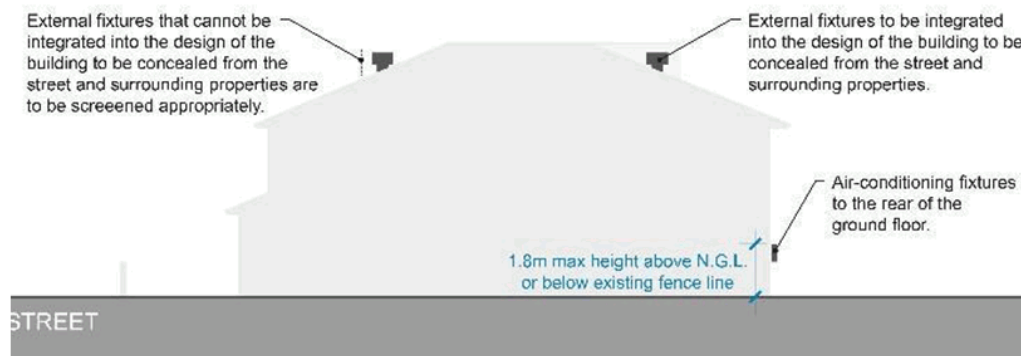 External fixtures that cannot be
integrated into the design of the
building to be concealed from the
street and surrounding properties are
to be screeened appropriately.
External fixtures to be integrated
into the design of the building to be
concealed from the street and
surrounding properties.
Air-conditioning fixtures
to the rear of the
ground floor.
1.8m max height above N.G.L.
or below existing fence line
STREET